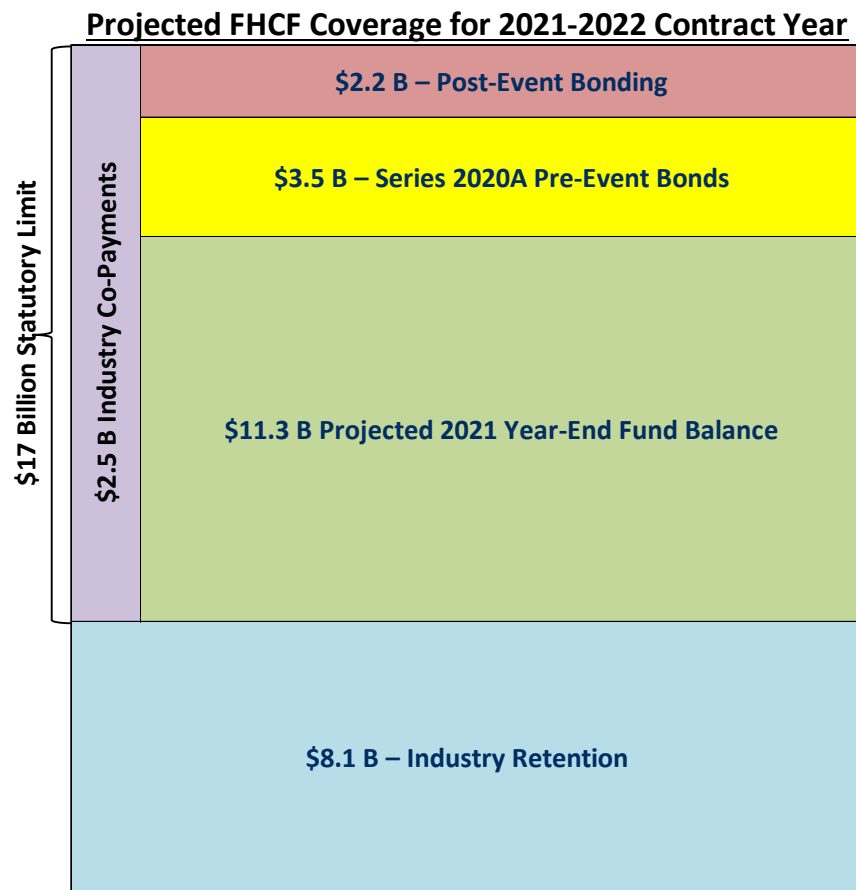 Projected FHCF Coverage for 2021-2022 Contract Year
$17 Billion Statutory Limit
$2.5 B Industry Co-Payments
$2.2 B – Post-Event Bonding
$3.5 B – Series 2020A Pre-Event Bonds
$11.3 B Projected 2021 Year-End Fund Balance
$8.1 B – Industry Retention